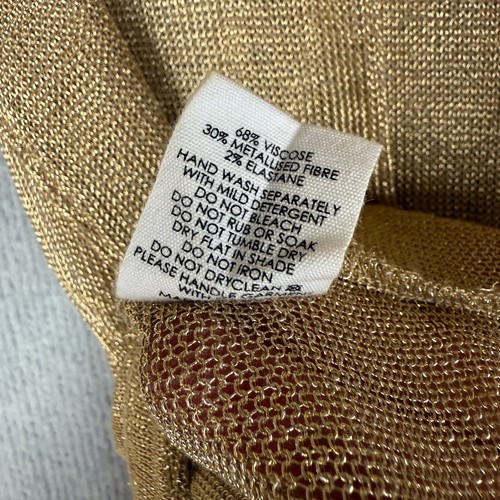 68% VISCOSE
30% METALLISED FIBRE
2% ELASTANE
HAND WASH SEPARATELY
WITH MILD DETERGENT
DO NOT BLEACH
DO NOT RUB OR SOAK
DO NOT TUMBLE DRY
DRY FLAT IN SHADE
DO NOT IRON
DO NOT DRYCLEAN
PLEASE HANDLE
WITH